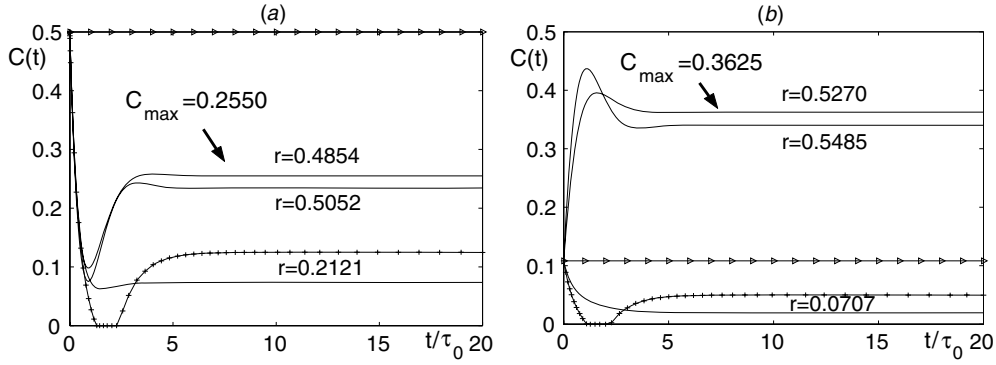 (a)
0.5
C(t)
0.4
0.3
0.2
0.1
0
C_max=0.2550
r=0.4854
r=0.5052
r=0.2121
0 5 10 15 t/τ_0 20
(b)
0.5
C(t)
0.4
0.3
0.2
0.1
0
C_max=0.3625
r=0.5270
r=0.5485
r=0.0707
0 5 10 15 t/τ_0 20